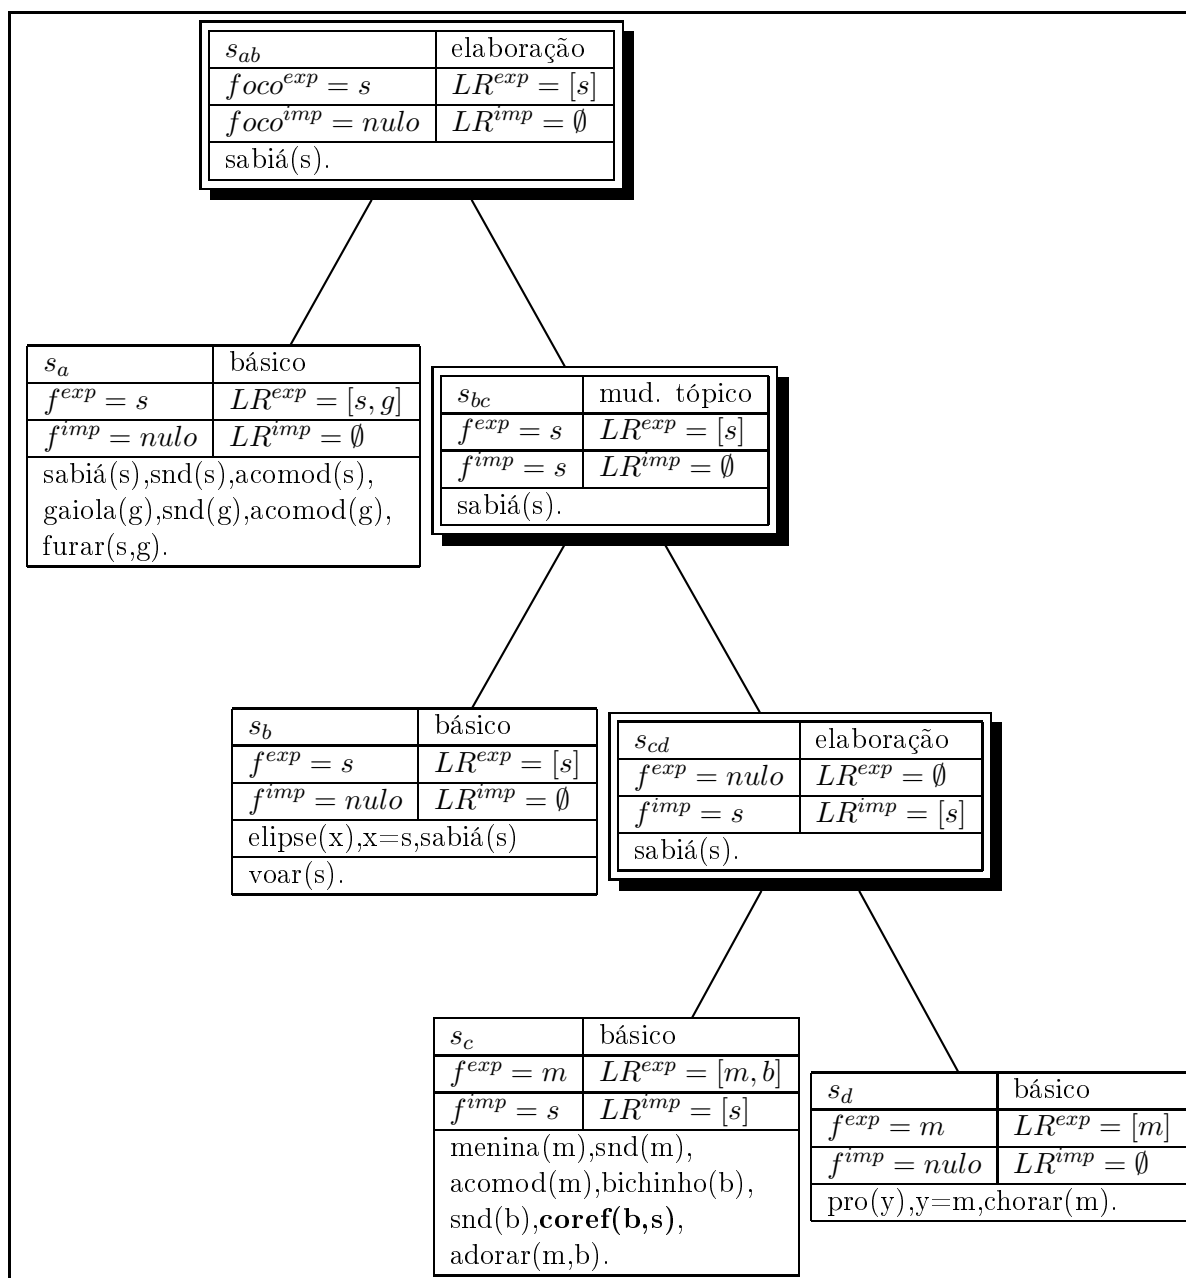 s_ab elaboração
foco^exp = s LR^exp = [s]
foco^imp = nulo LR^imp = ∅
sabiá(s).
s_a básico
f^exp = s LR^exp = [s, g]
f^imp = nulo LR^imp = ∅
sabiá(s),snd(s),acomod(s),
gaiola(g),snd(g),acomod(g),
furar(s,g).
s_bc mud. tópico
f^exp = s LR^exp = [s]
f^imp = s LR^imp = ∅
sabiá(s).
s_b básico
f^exp = s LR^exp = [s]
f^imp = nulo LR^imp = ∅
elipse(x),x=s,sabiá(s)
voar(s).
s_cd elaboração
f^exp = nulo LR^exp = ∅
f^imp = s LR^imp = [s]
sabiá(s).
s_c básico
f^exp = m LR^exp = [m, b]
f^imp = s LR^imp = [s]
menina(m),snd(m),
acomod(m),bichinho(b),
snd(b),coref(b,s),
adorar(m,b).
s_d básico
f^exp = m LR^exp = [m]
f^imp = nulo LR^imp = ∅
pro(y),y=m,chorar(m).